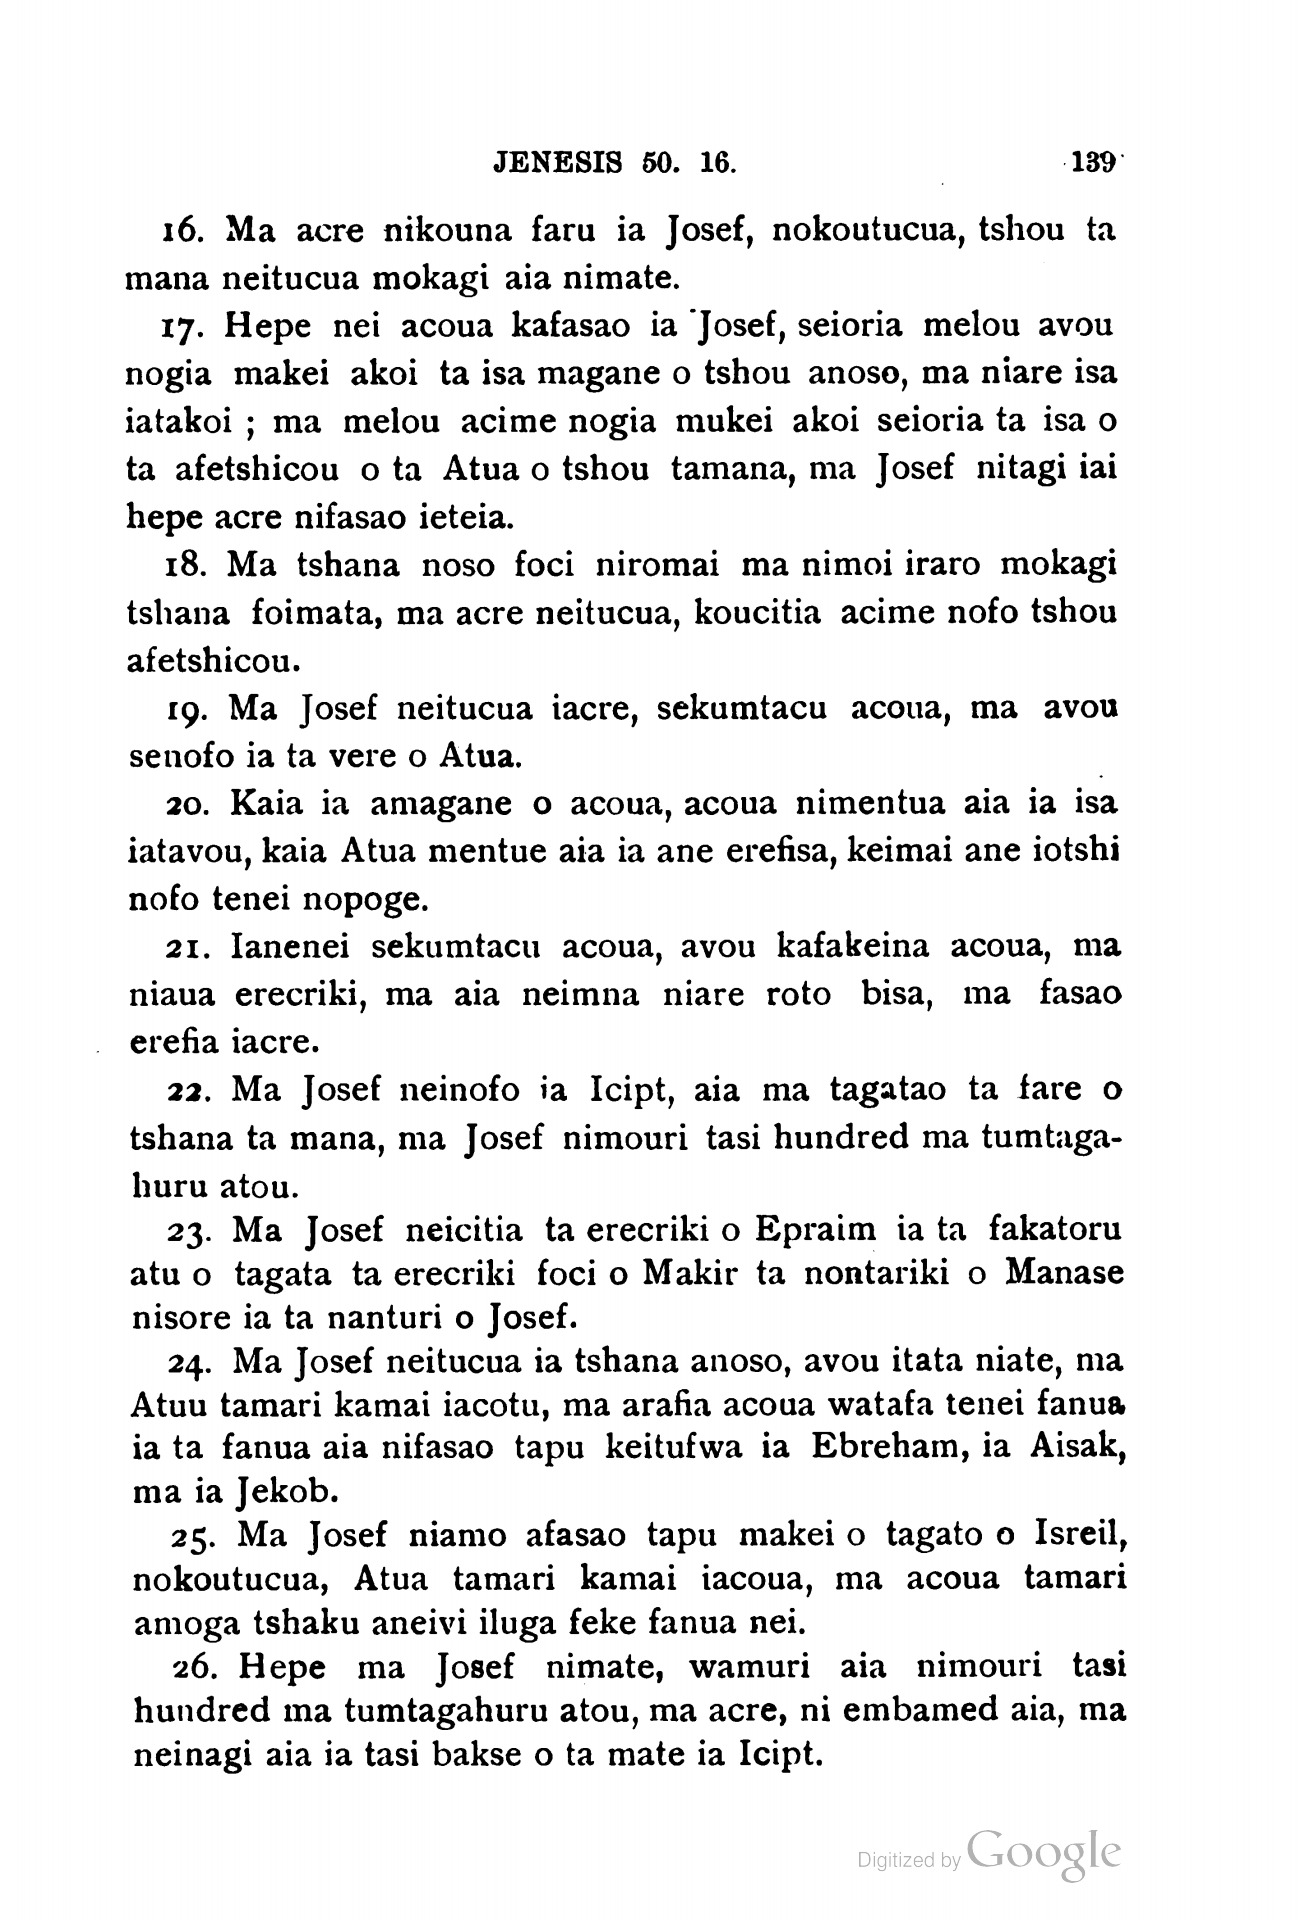 JENESIS 50. 16. 139
16. Ma acre nikouna faru ia Josef, nokoutucua, tshou ta
mana neitucua mokagi aia nimate.
17. Hepe nei acoua kafasao ia Josef, seioria melou avou
nogia makei akoi ta isa magane o tshou anoso, ma niare isa
iatakoi ; ma melou acime nogia mukei akoi seioria ta isa o
ta afetshicou o ta Atua o tshou tamana, ma Josef nitagi iai
hepe acre nifasao ieteia.
18. Ma tshana noso foci niromai ma nimoi iraro mokagi
tshana foimata, ma acre neitucua, koucitia acime nofo tshou
afetshicou.
19. Ma Josef neitucua iacre, sekumtacu acoua, ma avou
senofo ia ta vere o Atua.
20. Kaia ia amagane o acoua, acoua nimentua aia ia isa
iatavou, kaia Atua mentue aia ia ane erefisa, keimai ane iotshi
nofo tenei nopoge.
21. Ianenei sekumtacu acoua, avou kafakeina acoua, ma
niaua erecriki, ma aia neimna niare roto bisa, ma fasao
erefia iacre.
22. Ma Josef neinofo ia Icipt, aia ma tagatao ta fare o
tshana ta mana, ma Josef nimouri tasi hundred ma tumtaga-
huru atou.
23. Ma Josef neicitia ta erecriki o Epraim ia ta fakatoru
atu o tagata ta erecriki foci o Makir ta nontariki o Manase
nisore ia ta nanturi o Josef.
24. Ma Josef neitucua ia tshana anoso, avou itata niate, ma
Atuu tamari kamai iacotu, ma arafia acoua watafa tenei fanua
ia ta fanua aia nifasao tapu keitufwa ia Ebreham, ia Aisak,
ma ia Jekob.
25. Ma Josef niamo afasao tapu makei o tagato o Isreil,
nokoutucua, Atua tamari kamai iacoua, ma acoua tamari
amoga tshaku aneivi iluga feke fanua nei.
26. Hepe ma Josef nimate, wamuri aia nimouri tasi
hundred ma tumtagahuru atou, ma acre, ni embamed aia, ma
neinagi aia ia tasi bakse o ta mate ia Icipt.
Digitized by Google